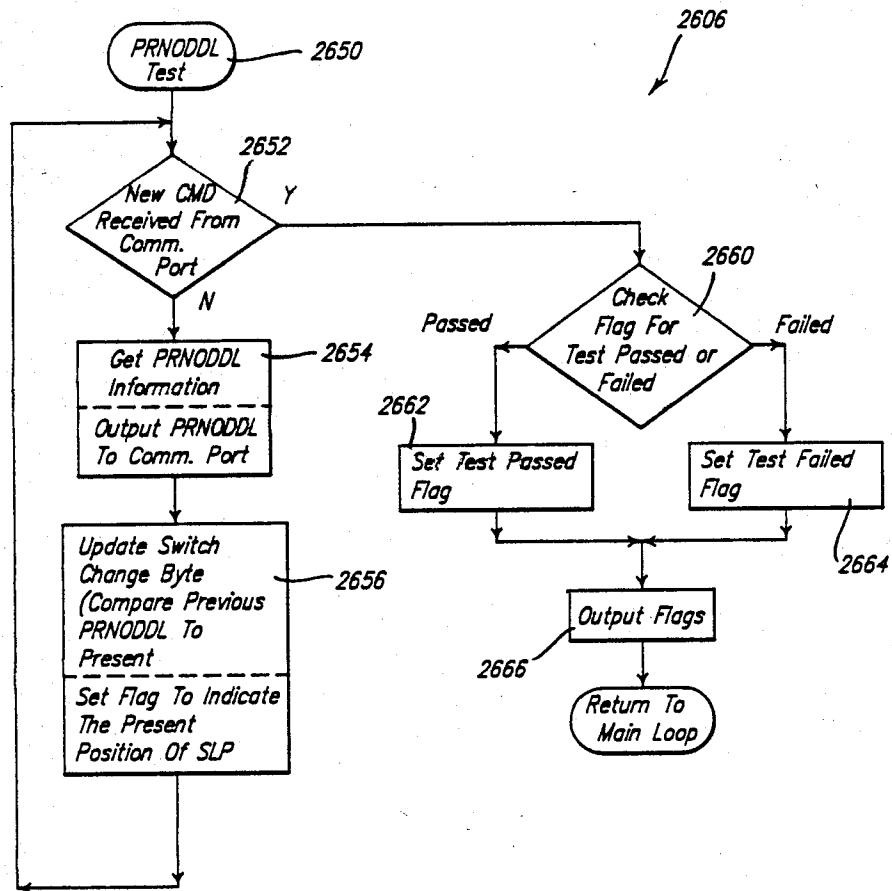 2606
PRNODDL
Test
2650
2652
New CMD
Received From
Comm.
Port
Y
N
2660
Check
Flag For
Test Passed or
Failed
Passed
Failed
Get PRNODDL
Information
Output PRNODDL
To Comm. Port
2654
2662
Set Test Passed
Flag
Set Test Failed
Flag
2664
Update Switch
Change Byte
(Compare Previous
PRNODDL To
Present
Set Flag To Indicate
The Present
Position Of SLP
2656
Output Flags
2666
Return To
Main Loop